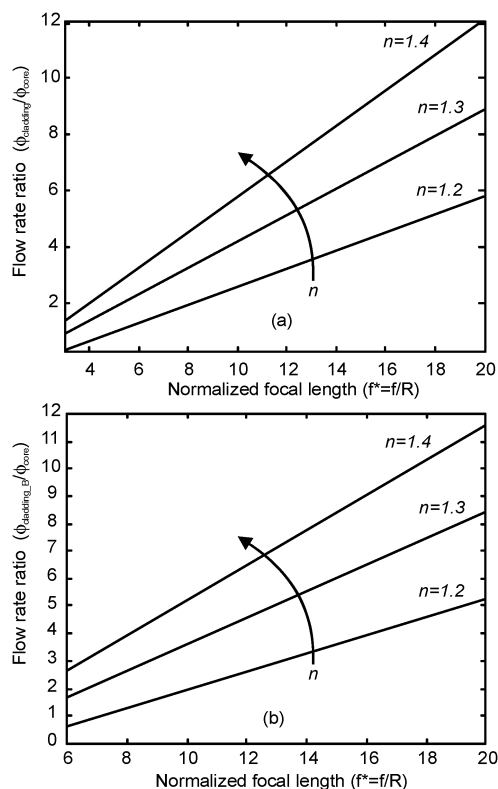 12
10
8
6
4
2
Flow rate ratio (ϕcladding/ϕcore)
n=1.4
n=1.3
n=1.2
n
(a)
4 6 8 10 12 14 16 18 20
Normalized focal length (f*=f/R)
12
11
10
9
8
7
6
5
4
3
2
1
0
Flow rate ratio (ϕcladding_B/ϕcore)
n=1.4
n=1.3
n=1.2
n
(b)
6 8 10 12 14 16 18 20
Normalized focal length (f*=f/R)